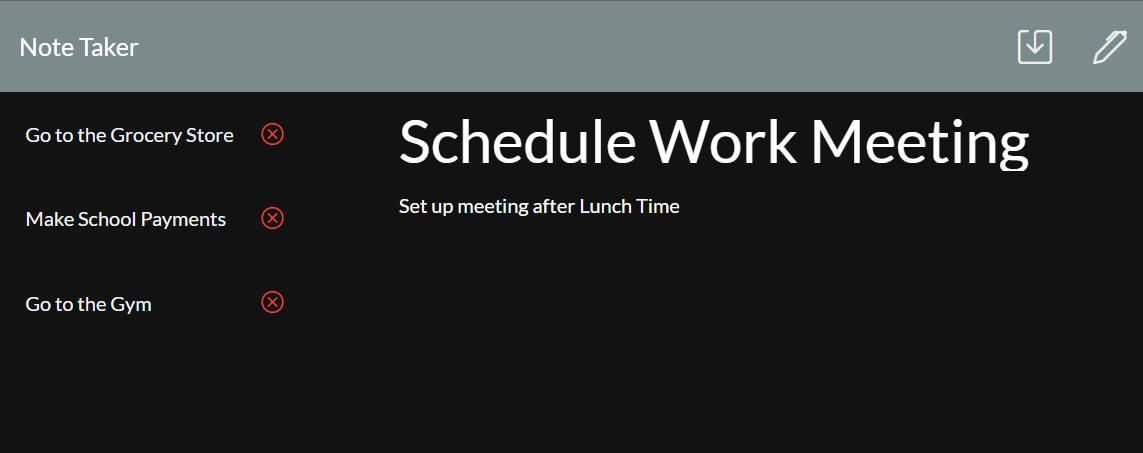 Note Taker
Go to the Grocery Store
Make School Payments
Go to the Gym
Schedule Work Meeting
Set up meeting after Lunch Time